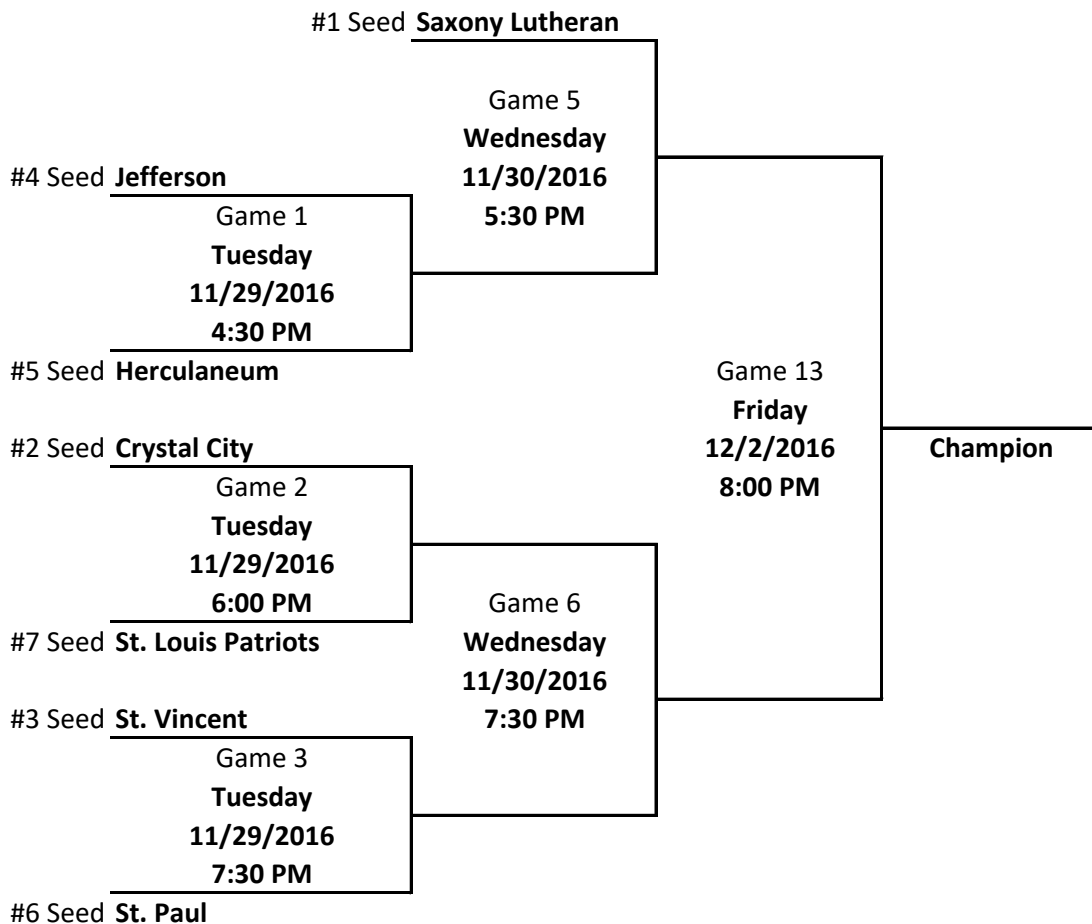 #1 Seed Saxony Lutheran
Game 5
Wednesday
11/30/2016
5:30 PM
#4 Seed Jefferson
Game 1
Tuesday
11/29/2016
4:30 PM
#5 Seed Herculaneum
Game 13
Friday
12/2/2016
8:00 PM
Champion
#2 Seed Crystal City
Game 2
Tuesday
11/29/2016
6:00 PM
#7 Seed St. Louis Patriots
Game 6
Wednesday
11/30/2016
7:30 PM
#3 Seed St. Vincent
Game 3
Tuesday
11/29/2016
7:30 PM
#6 Seed St. Paul